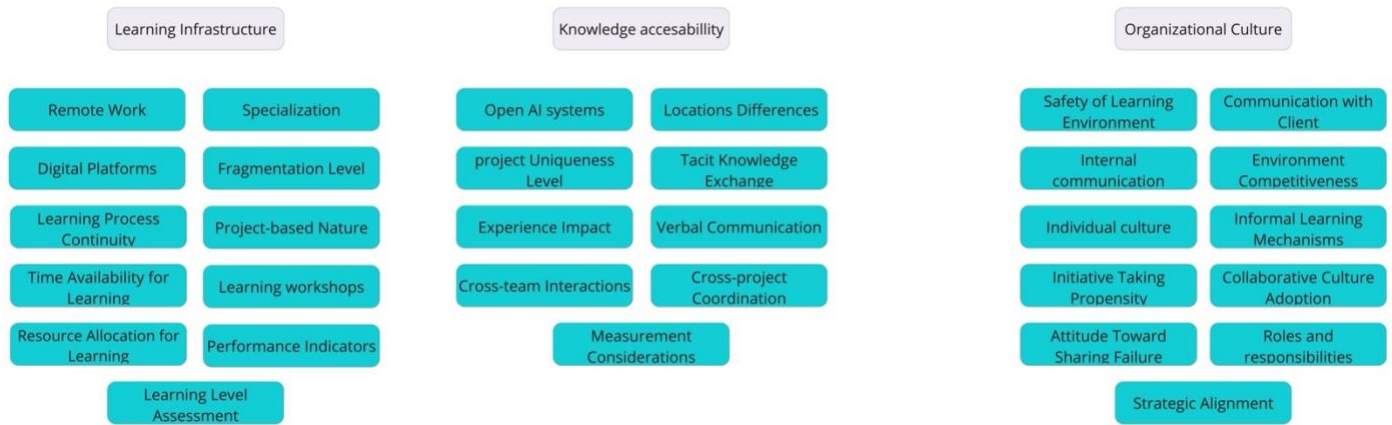 Learning Infrastructure
Remote Work
Specialization
Digital Platforms
Fragmentation Level
Learning Process
Continuity
Project-based Nature
Time Availability for
Learning
Learning workshops
Resource Allocation for
Learning
Performance Indicators
Learning Level
Assessment
Knowledge accesabillity
Open AI systems
Locations Differences
project Uniqueness
Level
Tacit Knowledge
Exchange
Experience Impact
Verbal Communication
Cross-team Interactions
Cross-project
Coordination
Measurement
Considerations
Organizational Culture
Safety of Learning
Environment
Communication with
Client
Internal
communication
Environment
Competitiveness
Individual culture
Informal Learning
Mechanisms
Initiative Taking
Propensity
Collaborative Culture
Adoption
Attitude Toward
Sharing Failure
Roles and
responsibilities
Strategic Alignment